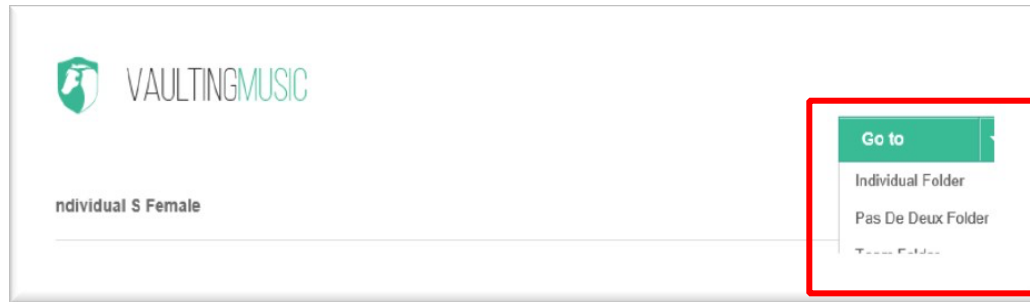 VAULTINGMUSIC
Go to
Individual Folder
ndividual S Female
Pas De Deux Folder